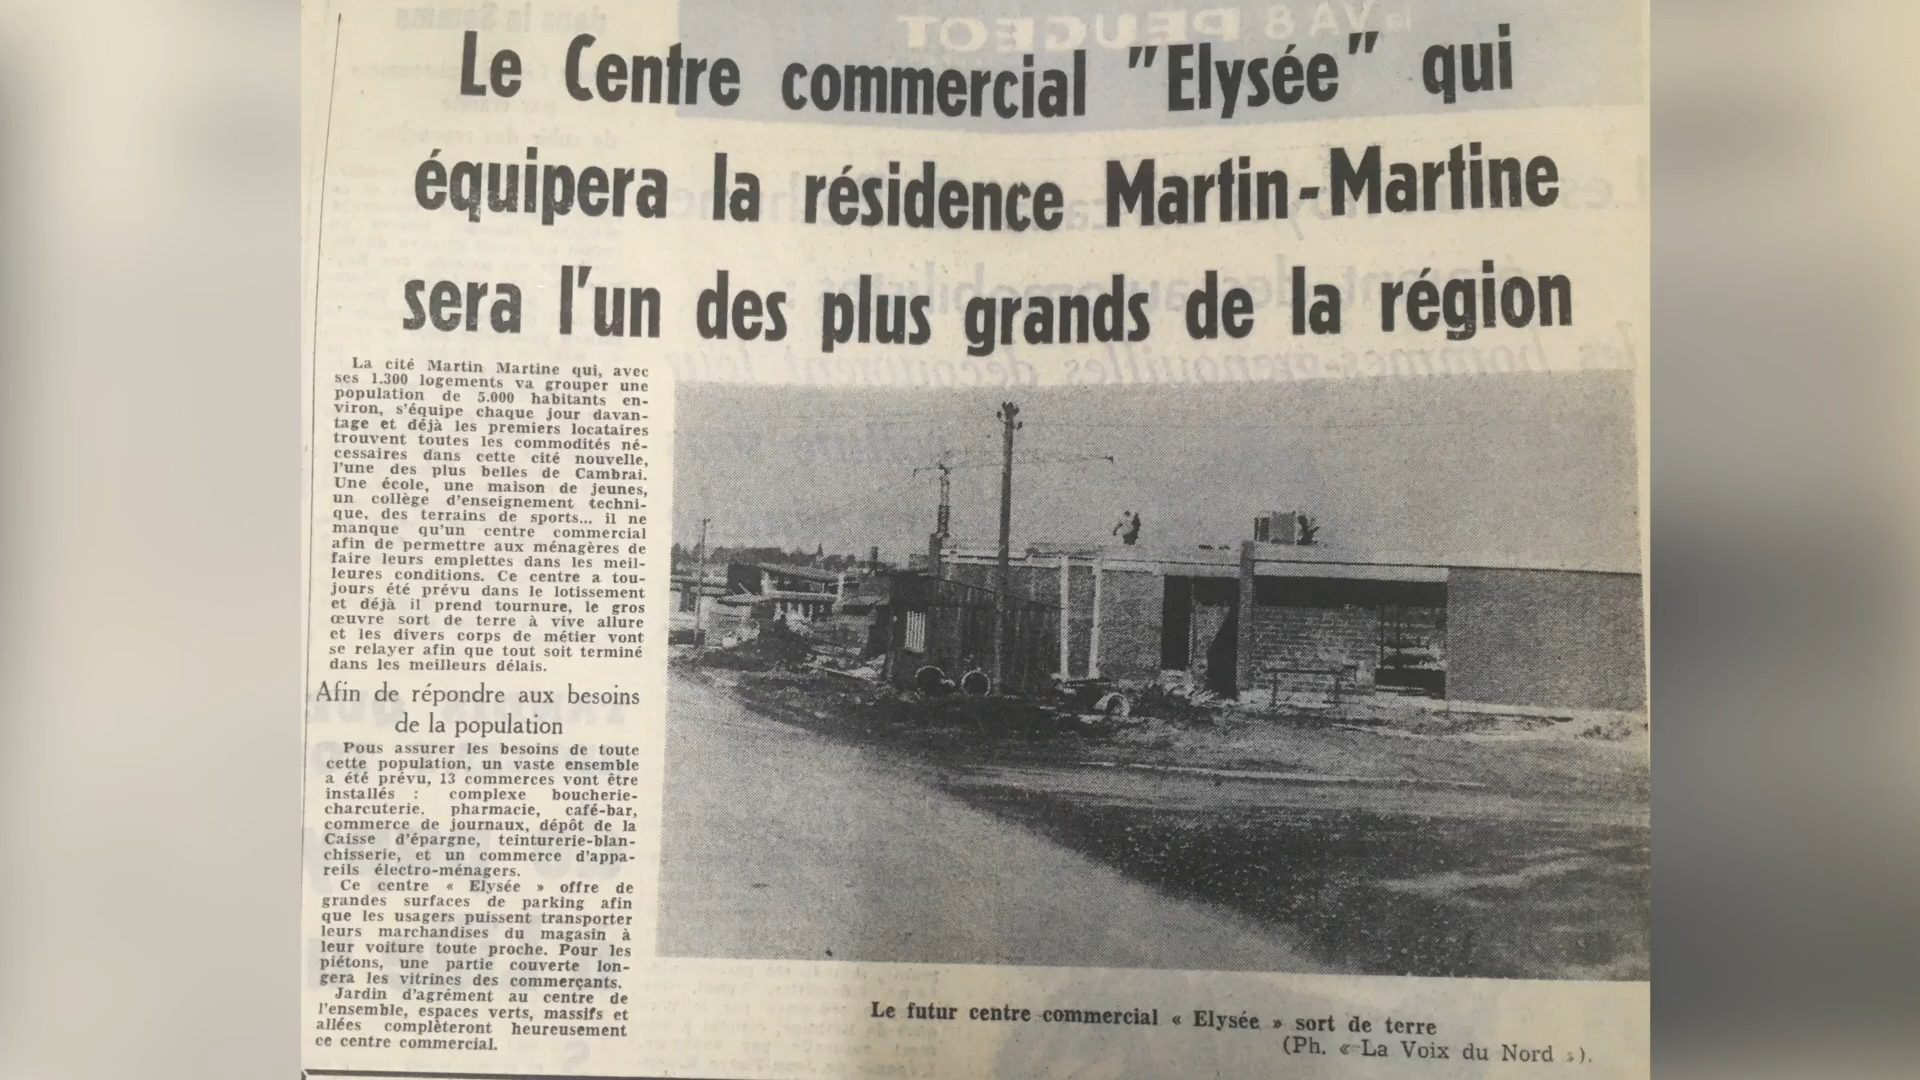 Le Centre commercial "Elysée" qui
équipera la résidence Martin-Martine
sera l'un des plus grands de la région
La cité Martin Martine qui, avec
ses 1.300 logements va grouper une
population de 5.000 habitants en-
viron, s'équipe chaque jour davan-
tage et déjà les premiers locataires
trouvent toutes les commodités né-
cessaires dans cette cité nouvelle,
l'une des plus belles de Cambrai.
Une école, une maison de jeunes,
un collège d'enseignement techni-
que, des terrains de sports... il ne
manque qu'un centre commercial
afin de permettre aux ménagères de
faire leurs emplettes dans les meil-
leures conditions. Ce centre a tou-
jours été prévu dans le lotissement
et déjà il prend tournure, le gros
œuvre sort de terre à vive allure
et les divers corps de métier vont
se relayer afin que tout soit terminé
dans les meilleurs délais.
Afin de répondre aux besoins
de la population
Pous assurer les besoins de toute
cette population, un vaste ensemble
a été prévu, 13 commerces vont être
installés : complexe boucherie-
charcuterie. pharmacie, café-bar,
commerce de journaux, dépôt de la
Caisse d'épargne, teinturerie-blan-
chisserie, et un commerce d'appa-
reils électro-ménagers.
Ce centre « Elysée » offre de
grandes surfaces de parking afin
que les usagers puissent transporter
leurs marchandises du magasin à
leur voiture toute proche. Pour les
piétons, une partie couverte lon-
gera les vitrines des commerçants.
Jardin d'agrément au centre de
l'ensemble, espaces verts, massifs et
allées complèteront heureusement
ce centre commercial.
Le futur centre commercial « Elysée » sort de terre
(Ph. « La Voix du Nord »).
la VA 8 PEUGEOT